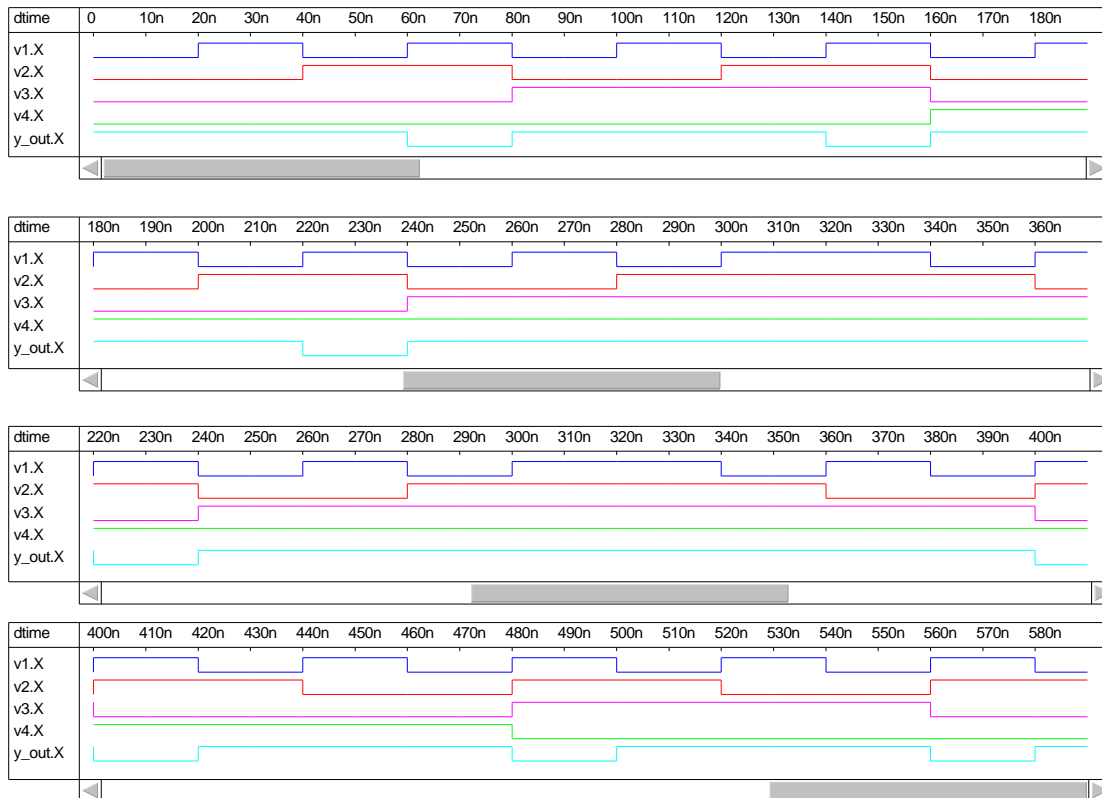 dtime 0 10n 20n 30n 40n 50n 60n 70n 80n 90n 100n 110n 120n 130n 140n 150n 160n 170n 180n
v1.X
v2.X
v3.X
v4.X
y_out.X
dtime 180n 190n 200n 210n 220n 230n 240n 250n 260n 270n 280n 290n 300n 310n 320n 330n 340n 350n 360n
v1.X
v2.X
v3.X
v4.X
y_out.X
dtime 220n 230n 240n 250n 260n 270n 280n 290n 300n 310n 320n 330n 340n 350n 360n 370n 380n 390n 400n
v1.X
v2.X
v3.X
v4.X
y_out.X
dtime 400n 410n 420n 430n 440n 450n 460n 470n 480n 490n 500n 510n 520n 530n 540n 550n 560n 570n 580n
v1.X
v2.X
v3.X
v4.X
y_out.X